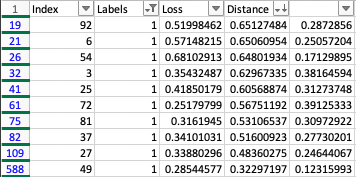 1 Index Labels Loss Distance
19 92 1 0.51998462 0.65127484 0.2872856
21 6 1 0.57148215 0.65060954 0.25057204
26 54 1 0.68102913 0.64801934 0.17129895
32 3 1 0.35432487 0.62967335 0.38164594
41 25 1 0.41850179 0.60568874 0.31273748
61 72 1 0.25179799 0.56751192 0.39125333
75 81 1 0.3161945 0.53106537 0.30972922
82 37 1 0.34101031 0.51600923 0.27730201
109 27 1 0.33880296 0.48360275 0.24644067
588 49 1 0.28544577 0.32297197 0.12315993